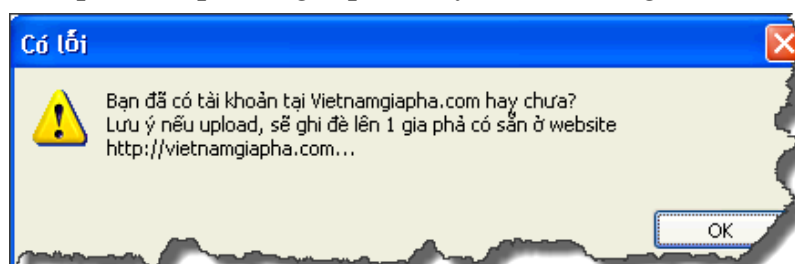 Có lỗi
Bạn đã có tài khoản tại Vietnamgiapha.com hay chưa?
Lưu ý nếu upload, sẽ ghi đè lên 1 gia phả có sẵn ở website
http://vietnamgiapha.com...
OK